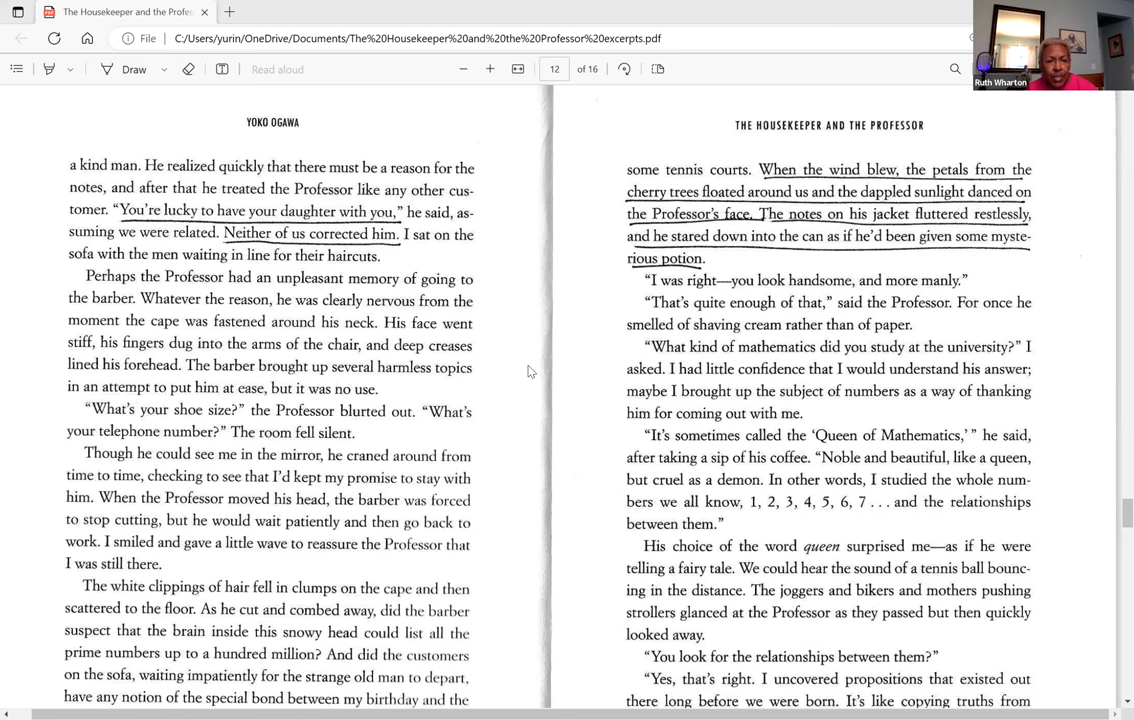 The Housekeeper and the Profes
File
C:/Users/yurin/OneDrive/Documents/The%20Housekeeper%20and%20the%20Professor%20excerpts.pdf
Draw
Read aloud
12
of 16
Ruth Wharton
YOKO OGAWA
a kind man. He realized quickly that there must be a reason for the
notes, and after that he treated the Professor like any other cus-
tomer. “You’re lucky to have your daughter with you,” he said, as-
suming we were related. Neither of us corrected him. I sat on the
sofa with the men waiting in line for their haircuts.
Perhaps the Professor had an unpleasant memory of going to
the barber. Whatever the reason, he was clearly nervous from the
moment the cape was fastened around his neck. His face went
stiff, his fingers dug into the arms of the chair, and deep creases
lined his forehead. The barber brought up several harmless topics
in an attempt to put him at ease, but it was no use.
“What’s your shoe size?” the Professor blurted out. “What’s
your telephone number?” The room fell silent.
Though he could see me in the mirror, he craned around from
time to time, checking to see that I’d kept my promise to stay with
him. When the Professor moved his head, the barber was forced
to stop cutting, but he would wait patiently and then go back to
work. I smiled and gave a little wave to reassure the Professor that
I was still there.
The white clippings of hair fell in clumps on the cape and then
scattered to the floor. As he cut and combed away, did the barber
suspect that the brain inside this snowy head could list all the
prime numbers up to a hundred million? And did the customers
on the sofa, waiting impatiently for the strange old man to depart,
have any notion of the special bond between my birthday and the
THE HOUSEKEEPER AND THE PROFESSOR
some tennis courts. When the wind blew, the petals from the
cherry trees floated around us and the dappled sunlight danced on
the Professor’s face. The notes on his jacket fluttered restlessly,
and he stared down into the can as if he’d been given some myste-
rious potion.
“I was right—you look handsome, and more manly.”
“That’s quite enough of that,” said the Professor. For once he
smelled of shaving cream rather than of paper.
“What kind of mathematics did you study at the university?” I
asked. I had little confidence that I would understand his answer;
maybe I brought up the subject of numbers as a way of thanking
him for coming out with me.
“It’s sometimes called the ‘Queen of Mathematics,’ ” he said,
after taking a sip of his coffee. “Noble and beautiful, like a queen,
but cruel as a demon. In other words, I studied the whole num-
bers we all know, 1, 2, 3, 4, 5, 6, 7 . . . and the relationships
between them.”
His choice of the word queen surprised me—as if he were
telling a fairy tale. We could hear the sound of a tennis ball bounc-
ing in the distance. The joggers and bikers and mothers pushing
strollers glanced at the Professor as they passed but then quickly
looked away.
“You look for the relationships between them?”
“Yes, that’s right. I uncovered propositions that existed out
there long before we were born. It’s like copying truths from